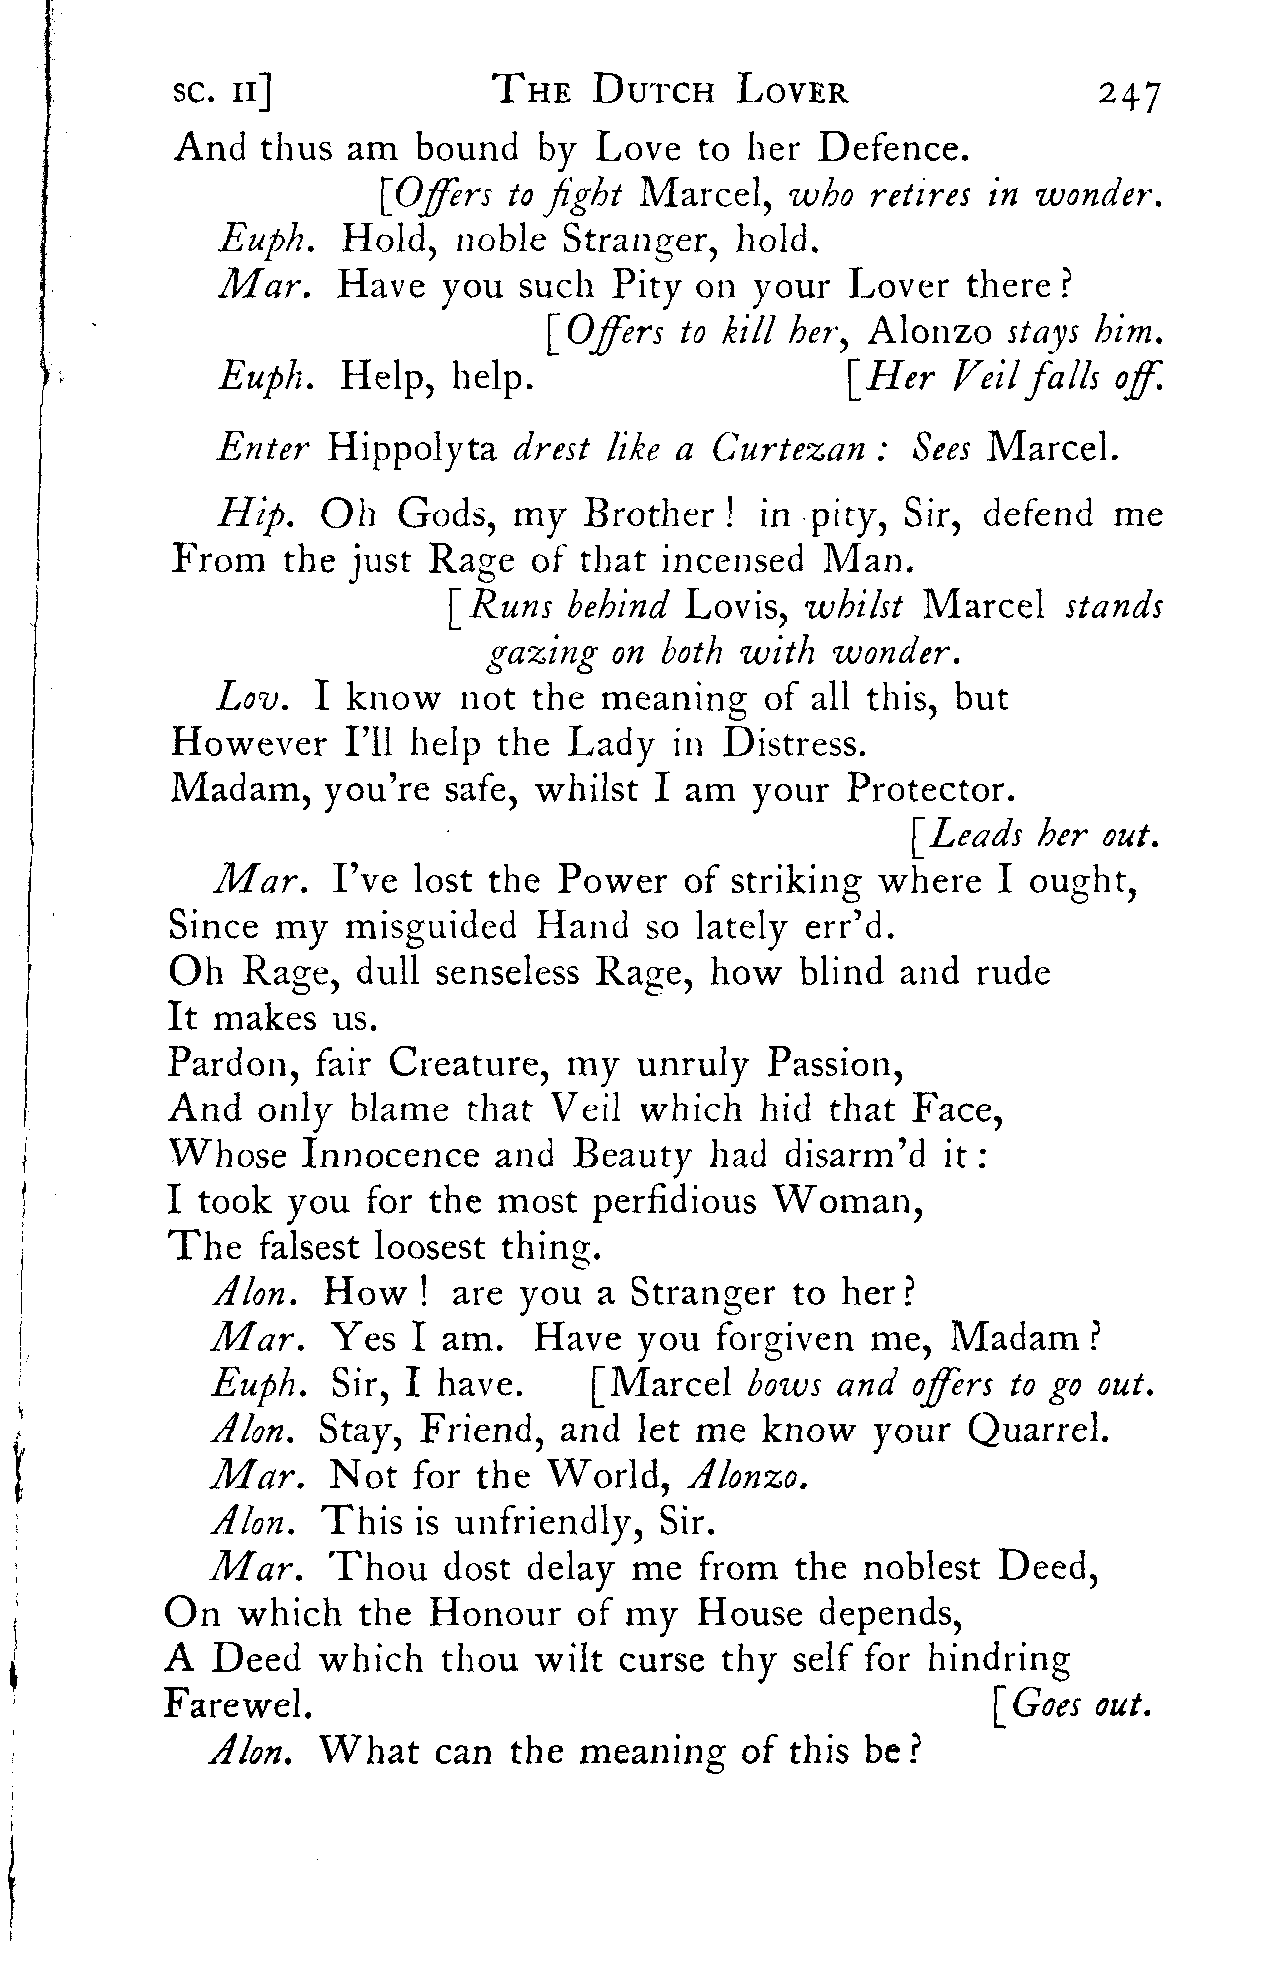 SC. II] THE DUTCH LOVER 247
And thus am bound by Love to her Defence.
[Offers to fight Marcel, who retires in wonder.
Euph. Hold, noble Stranger, hold.
Mar. Have you such Pity on your Lover there?
[Offers to kill her, Alonzo stays him.
Euph. Help, help. [Her Veil falls off.
Enter Hippolyta drest like a Curtezan : Sees Marcel.
Hip. Oh Gods, my Brother! in pity, Sir, defend me
From the just Rage of that incensed Man.
[Runs behind Lovis, whilst Marcel stands
gazing on both with wonder.
Lov. I know not the meaning of all this, but
However I'll help the Lady in Distress.
Madam, you're safe, whilst I am your Protector.
[Leads her out.
Mar. I've lost the Power of striking where I ought,
Since my misguided Hand so lately err'd.
Oh Rage, dull senseless Rage, how blind and rude
It makes us.
Pardon, fair Creature, my unruly Passion,
And only blame that Veil which hid that Face,
Whose Innocence and Beauty had disarm'd it :
I took you for the most perfidious Woman,
The falsest loosest thing.
Alon. How! are you a Stranger to her?
Mar. Yes I am. Have you forgiven me, Madam?
Euph. Sir, I have. [Marcel bows and offers to go out.
Alon. Stay, Friend, and let me know your Quarrel.
Mar. Not for the World, Alonzo.
Alon. This is unfriendly, Sir.
Mar. Thou dost delay me from the noblest Deed,
On which the Honour of my House depends,
A Deed which thou wilt curse thy self for hindring
Farewel. [Goes out.
Alon. What can the meaning of this be?